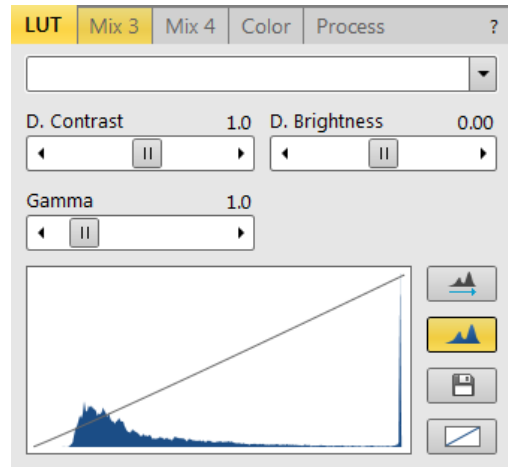 LUT Mix 3 Mix 4 Color Process ?
D. Contrast 1.0 D. Brightness 0.00
Gamma 1.0